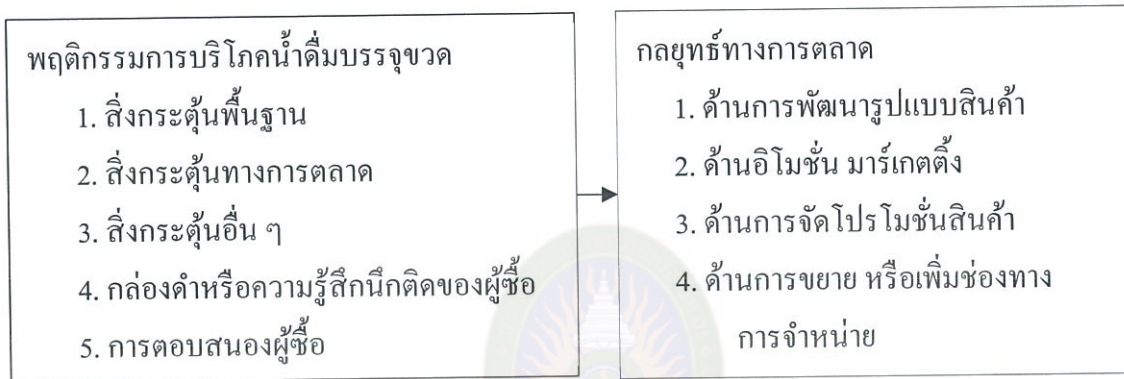 พฤติกรรมการบริโภคน้ำดื่มบรรจุขวด
1. สิ่งกระตุ้นพื้นฐาน
2. สิ่งกระตุ้นทางการตลาด
3. สิ่งกระตุ้นอื่น ๆ
4. กล่องดำหรือความรู้สึกนึกติดของผู้ซื้อ
5. การตอบสนองผู้ซื้อ
กลยุทธ์ทางการตลาด
1. ด้านการพัฒนารูปแบบสินค้า
2. ด้านอิโมชั่น มาร์เกตติ้ง
3. ด้านการจัดโปรโมชั่นสินค้า
4. ด้านการขยาย หรือเพิ่มช่องทาง
การจำหน่าย